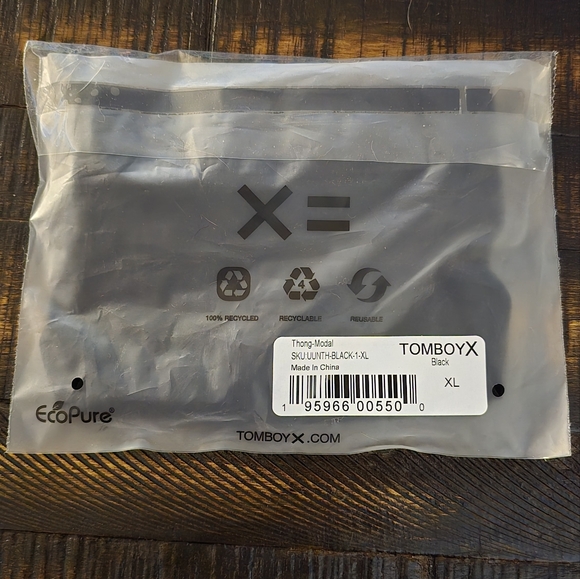 X =
4
100% RECYCLED RECYCLABLE REUSABLE
Thong-Modal
SKU:UUNTH-BLACK-1-XL
Made In China
TOMBOYX
Black
XL
1 95966 00550 0
EcoPure®
TOMBOYX.COM